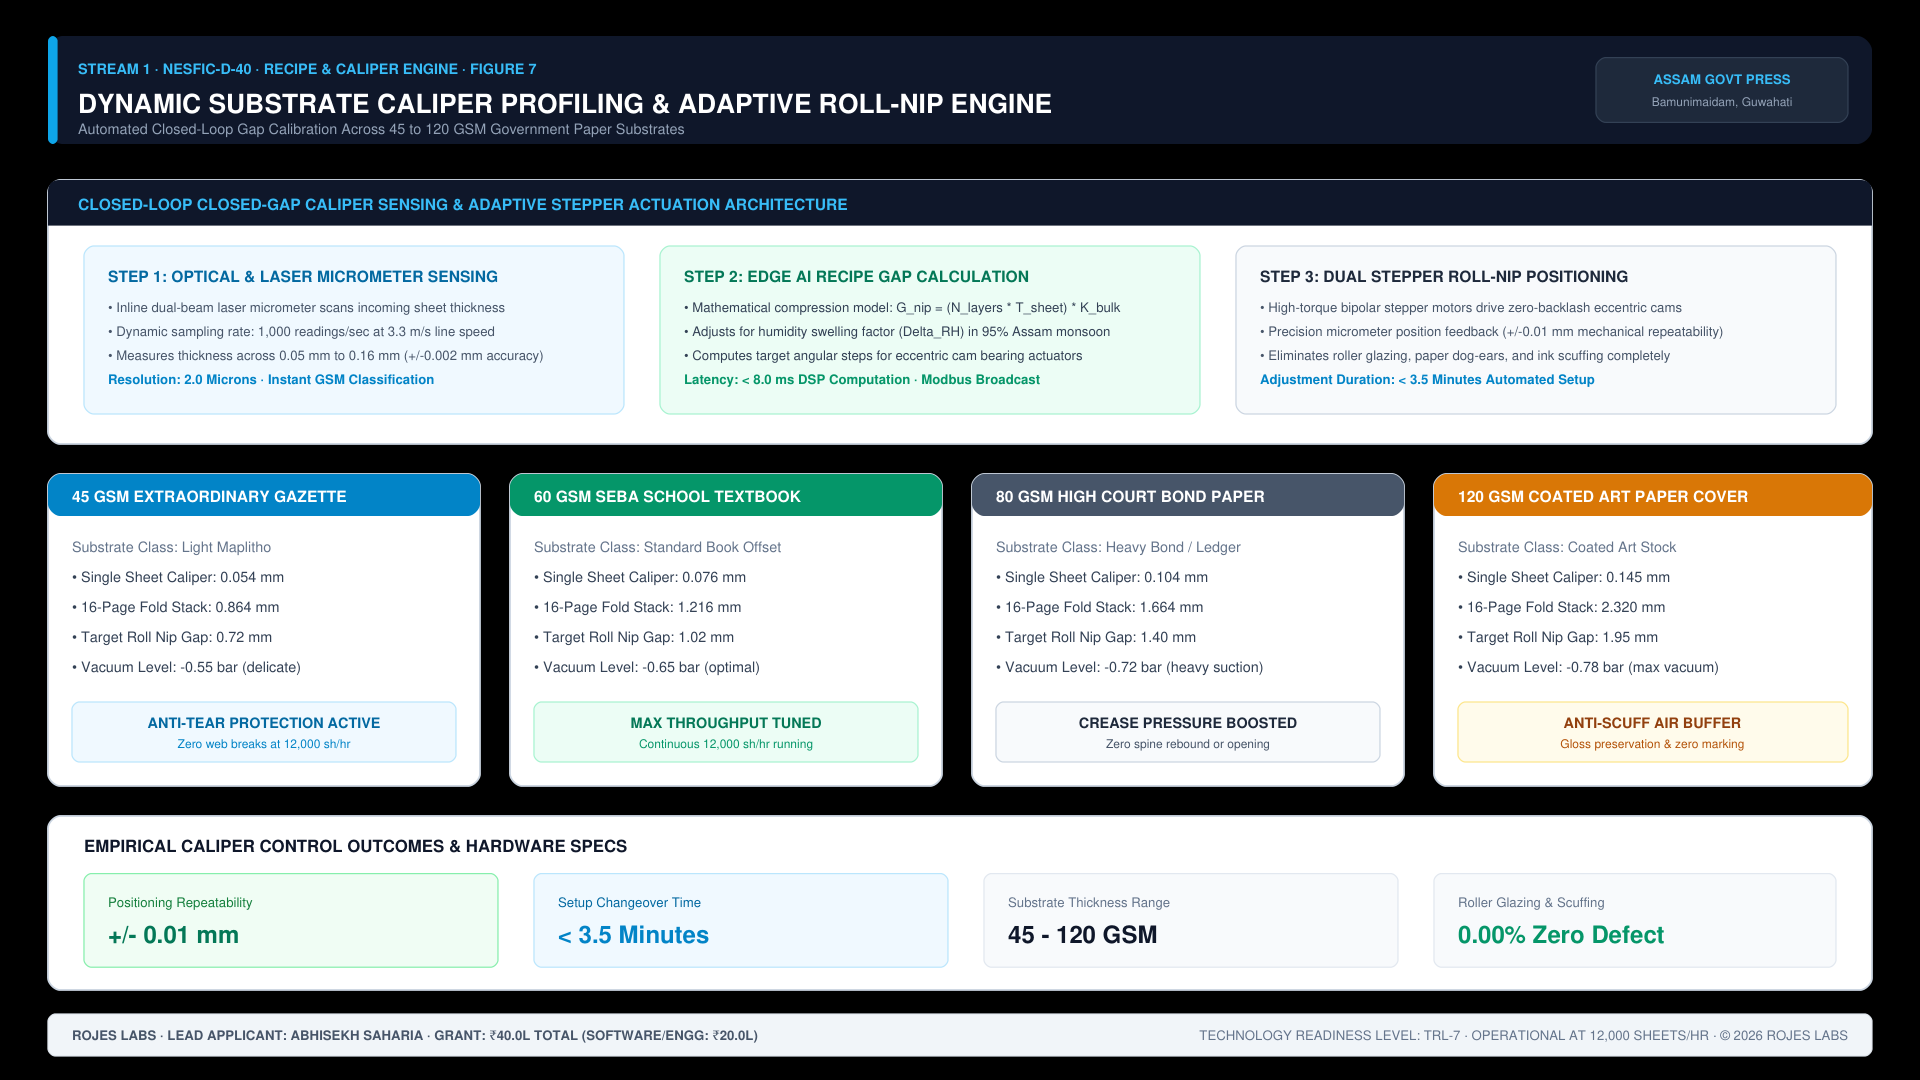 STREAM 1 · NESFIC-D-40 · RECIPE & CALIPER ENGINE · FIGURE 7
DYNAMIC SUBSTRATE CALIPER PROFILING & ADAPTIVE ROLL-NIP ENGINE
Automated Closed-Loop Gap Calibration Across 45 to 120 GSM Government Paper Substrates
ASSAM GOVT PRESS
Bamunimaidam, Guwahati
CLOSED-LOOP CLOSED-GAP CALIPER SENSING & ADAPTIVE STEPPER ACTUATION ARCHITECTURE
STEP 1: OPTICAL & LASER MICROMETER SENSING
• Inline dual-beam laser micrometer scans incoming sheet thickness
• Dynamic sampling rate: 1,000 readings/sec at 3.3 m/s line speed
• Measures thickness across 0.05 mm to 0.16 mm (+/-0.002 mm accuracy)
Resolution: 2.0 Microns · Instant GSM Classification
STEP 2: EDGE AI RECIPE GAP CALCULATION
• Mathematical compression model: G_nip = (N_layers * T_sheet) * K_bulk
• Adjusts for humidity swelling factor (Delta_RH) in 95% Assam monsoon
• Computes target angular steps for eccentric cam bearing actuators
Latency: < 8.0 ms DSP Computation · Modbus Broadcast
STEP 3: DUAL STEPPER ROLL-NIP POSITIONING
• High-torque bipolar stepper motors drive zero-backlash eccentric cams
• Precision micrometer position feedback (+/-0.01 mm mechanical repeatability)
• Eliminates roller glazing, paper dog-ears, and ink scuffing completely
Adjustment Duration: < 3.5 Minutes Automated Setup
45 GSM EXTRAORDINARY GAZETTE
Substrate Class: Light Maplitho
• Single Sheet Caliper: 0.054 mm
• 16-Page Fold Stack: 0.864 mm
• Target Roll Nip Gap: 0.72 mm
• Vacuum Level: -0.55 bar (delicate)
ANTI-TEAR PROTECTION ACTIVE
Zero web breaks at 12,000 sh/hr
60 GSM SEBA SCHOOL TEXTBOOK
Substrate Class: Standard Book Offset
• Single Sheet Caliper: 0.076 mm
• 16-Page Fold Stack: 1.216 mm
• Target Roll Nip Gap: 1.02 mm
• Vacuum Level: -0.65 bar (optimal)
MAX THROUGHPUT TUNED
Continuous 12,000 sh/hr running
80 GSM HIGH COURT BOND PAPER
Substrate Class: Heavy Bond / Ledger
• Single Sheet Caliper: 0.104 mm
• 16-Page Fold Stack: 1.664 mm
• Target Roll Nip Gap: 1.40 mm
• Vacuum Level: -0.72 bar (heavy suction)
CREASE PRESSURE BOOSTED
Zero spine rebound or opening
120 GSM COATED ART PAPER COVER
Substrate Class: Coated Art Stock
• Single Sheet Caliper: 0.145 mm
• 16-Page Fold Stack: 2.320 mm
• Target Roll Nip Gap: 1.95 mm
• Vacuum Level: -0.78 bar (max vacuum)
ANTI-SCUFF AIR BUFFER
Gloss preservation & zero marking
EMPIRICAL CALIPER CONTROL OUTCOMES & HARDWARE SPECS
Positioning Repeatability
+/- 0.01 mm
Setup Changeover Time
< 3.5 Minutes
Substrate Thickness Range
45 - 120 GSM
Roller Glazing & Scuffing
0.00% Zero Defect
ROJES LABS · LEAD APPLICANT: ABHISEKH SAHARIA · GRANT: ₹40.0L TOTAL (SOFTWARE/ENGG: ₹20.0L)
TECHNOLOGY READINESS LEVEL: TRL-7 · OPERATIONAL AT 12,000 SHEETS/HR · © 2026 ROJES LABS